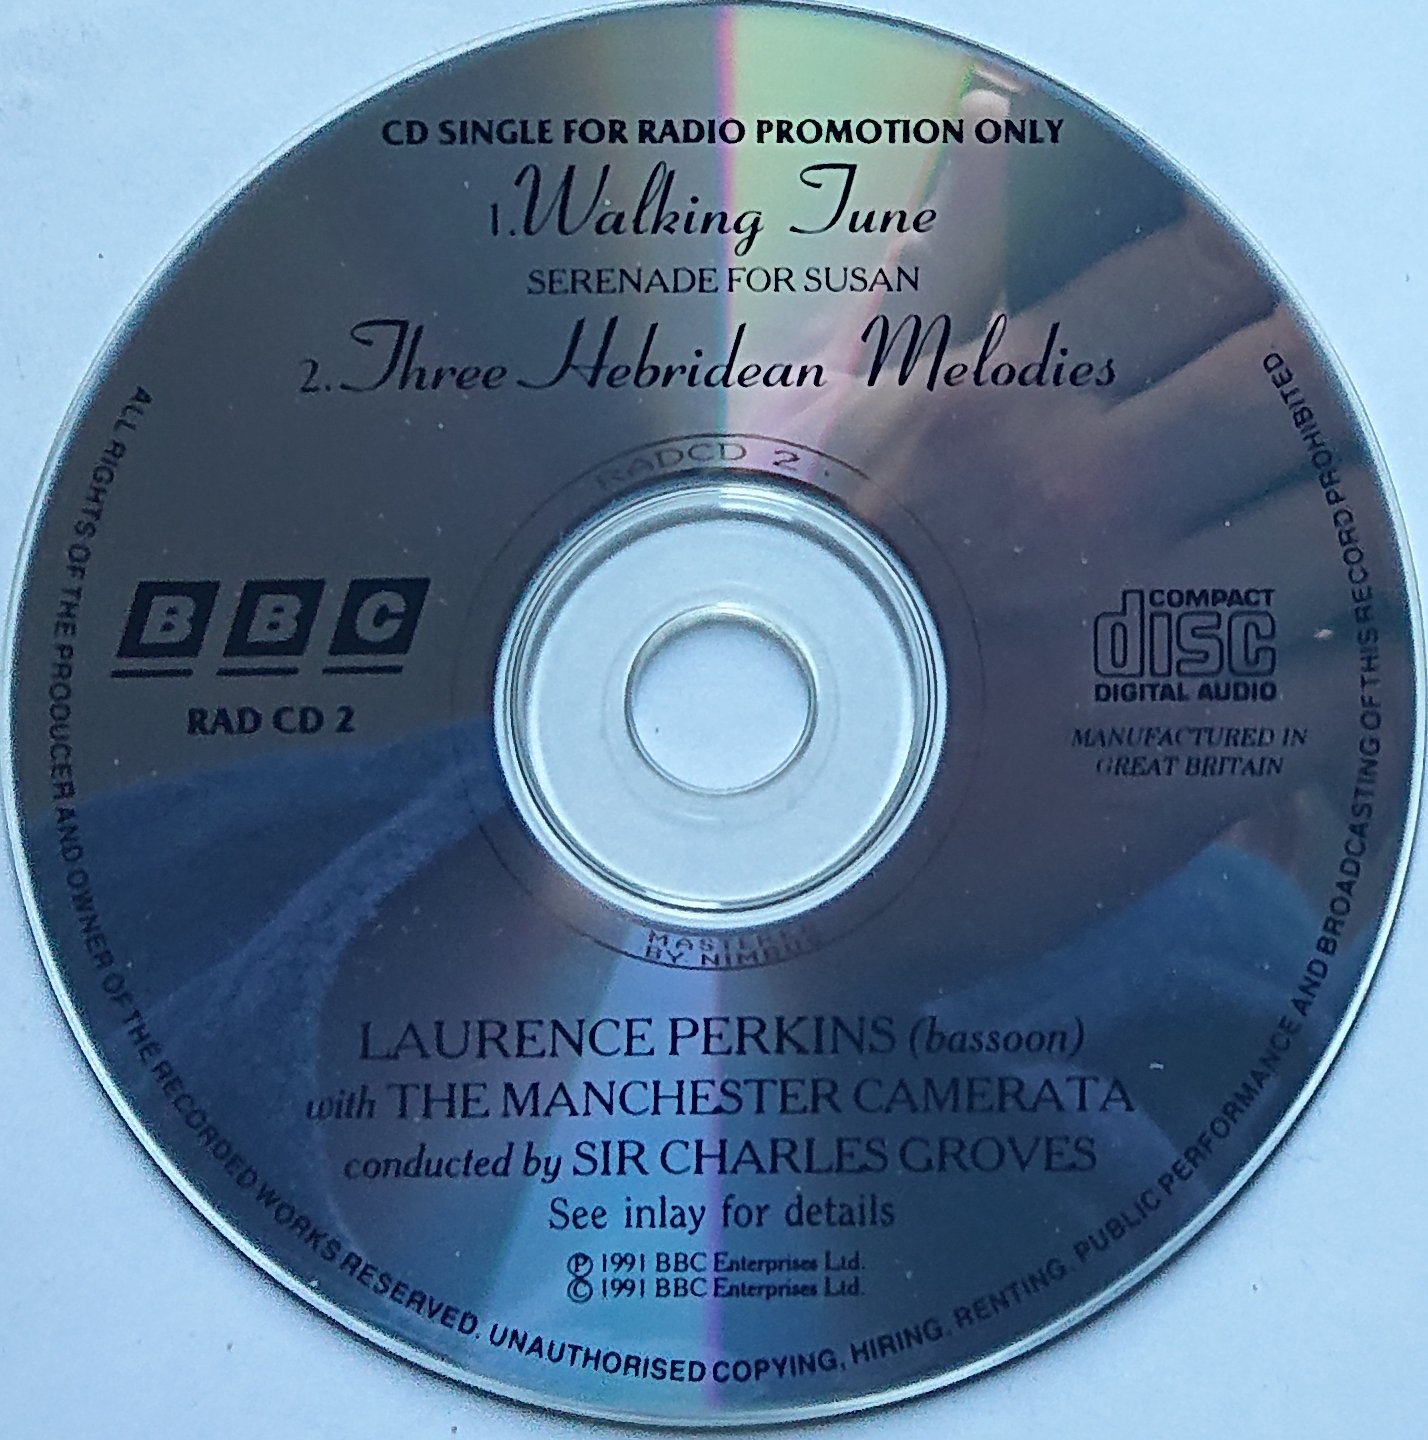 CD SINGLE FOR RADIO PROMOTION ONLY
1. Walking Tune
SERENADE FOR SUSAN
2. Three Hebridean Melodies
RADCD 2
BBC
RAD CD 2
COMPACT
disc
DIGITAL AUDIO
MANUFACTURED IN
GREAT BRITAIN
MASTERED
BY NIMBUS
LAURENCE PERKINS (bassoon)
with THE MANCHESTER CAMERATA
conducted by SIR CHARLES GROVES
See inlay for details
℗ 1991 BBC Enterprises Ltd.
© 1991 BBC Enterprises Ltd.
ALL RIGHTS OF THE PRODUCER AND OWNER OF THE RECORDED WORKS RESERVED. UNAUTHORISED COPYING, HIRING, RENTING, PUBLIC PERFORMANCE AND BROADCASTING OF THIS RECORD PROHIBITED